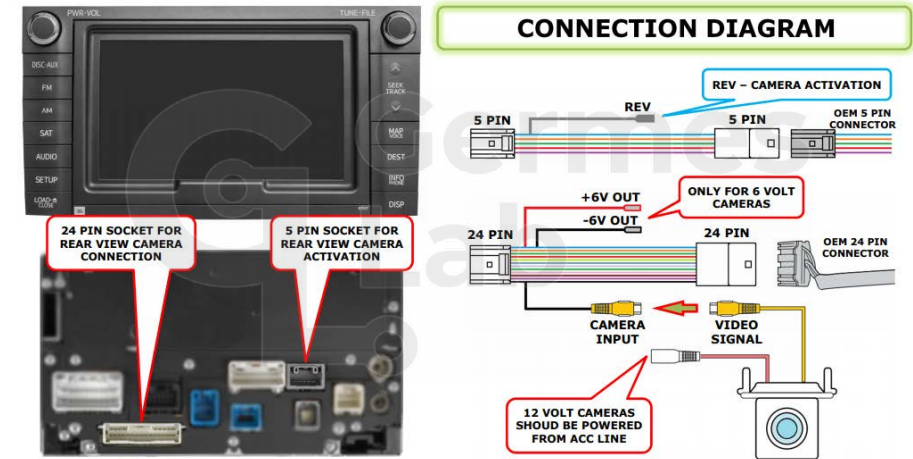 PWR·VOL
TUNE·FILE
DISC·AUX
FM
AM
SAT
AUDIO
SETUP
LOAD·
CLOSE
SEEK
TRACK
MAP
VOICE
DEST
INFO
PHONE
DISP
24 PIN SOCKET FOR
REAR VIEW CAMERA
CONNECTION
5 PIN SOCKET FOR
REAR VIEW CAMERA
ACTIVATION
CONNECTION DIAGRAM
REV – CAMERA ACTIVATION
REV
5 PIN
5 PIN
OEM 5 PIN
CONNECTOR
ONLY FOR 6 VOLT
CAMERAS
+6V OUT
-6V OUT
24 PIN
24 PIN
OEM 24 PIN
CONNECTOR
CAMERA
INPUT
VIDEO
SIGNAL
12 VOLT CAMERAS
SHOUD BE POWERED
FROM ACC LINE
Germes
Lab